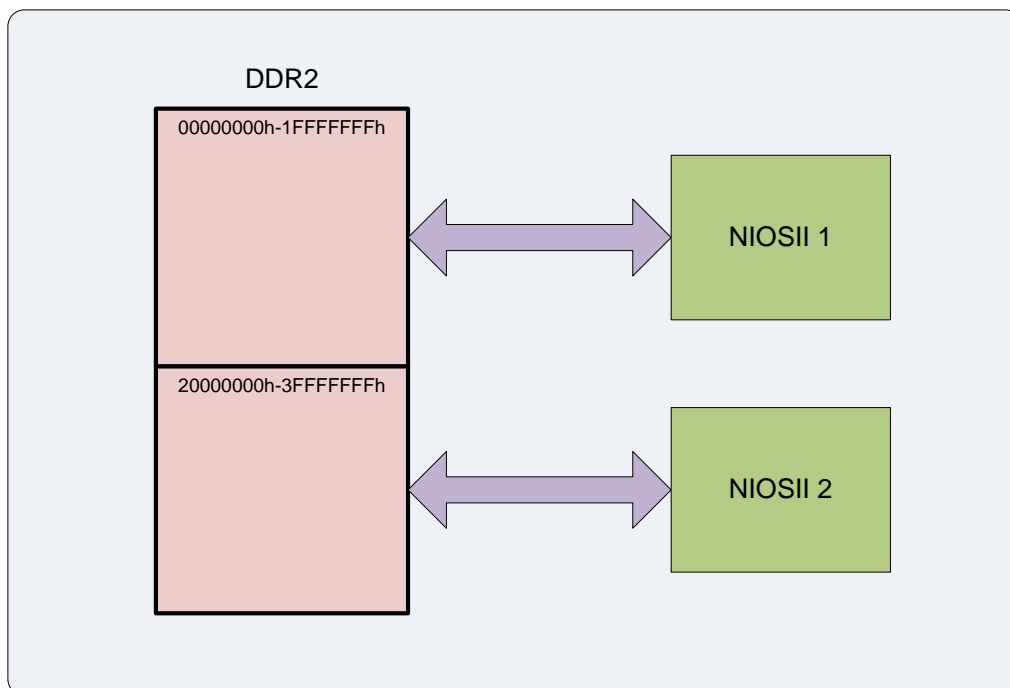 DDR2
00000000h-1FFFFFFFh
NIOSII 1
20000000h-3FFFFFFFh
NIOSII 2